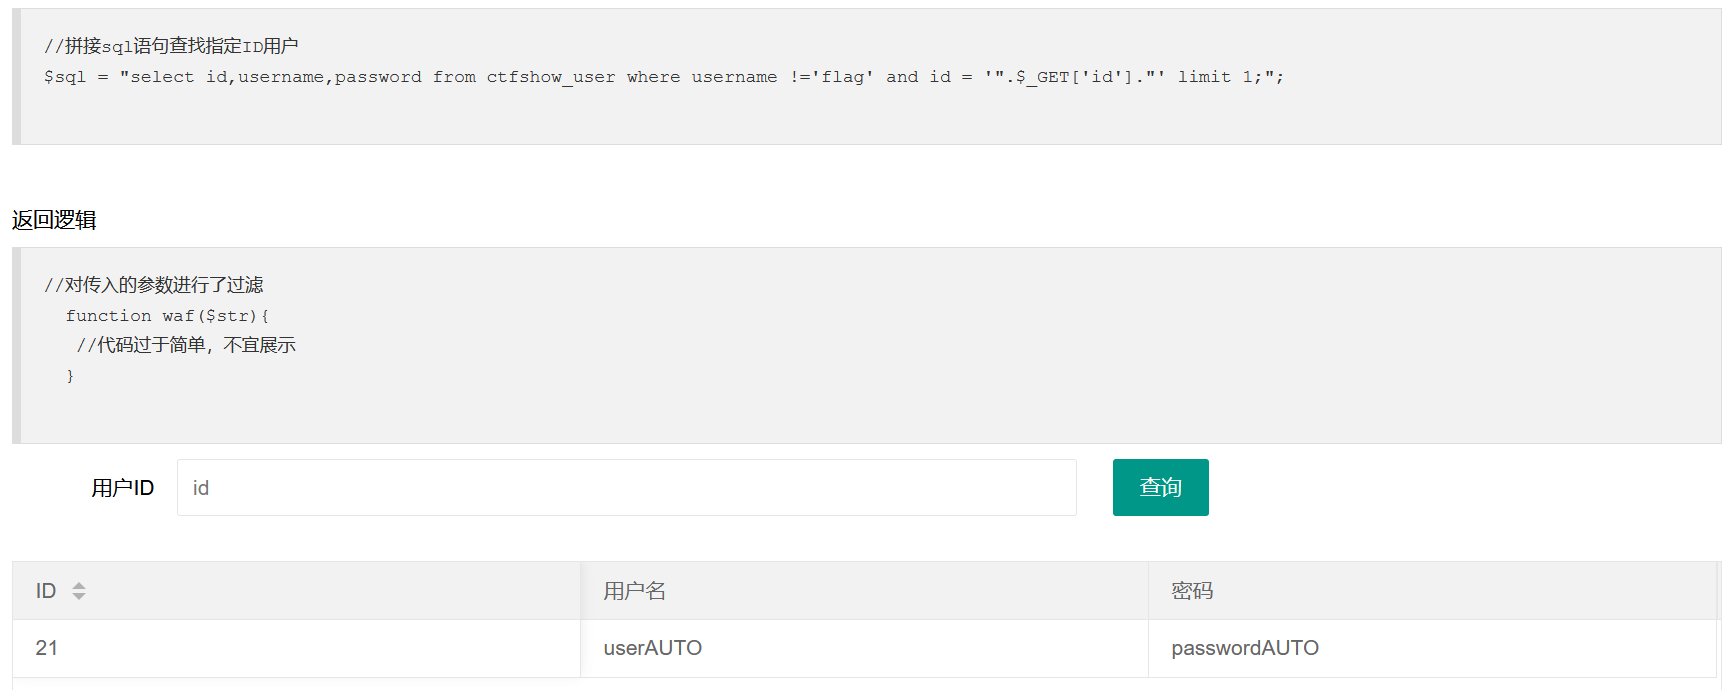 //拼接sql语句查找指定ID用户
$sql = "select id,username,password from ctfshow_user where username !='flag' and id = '".$_GET['id']."' limit 1;";
返回逻辑
//对传入的参数进行了过滤
function waf($str){
//代码过于简单，不宜展示
}
用户ID id 查询
ID 用户名 密码
21 userAUTO passwordAUTO